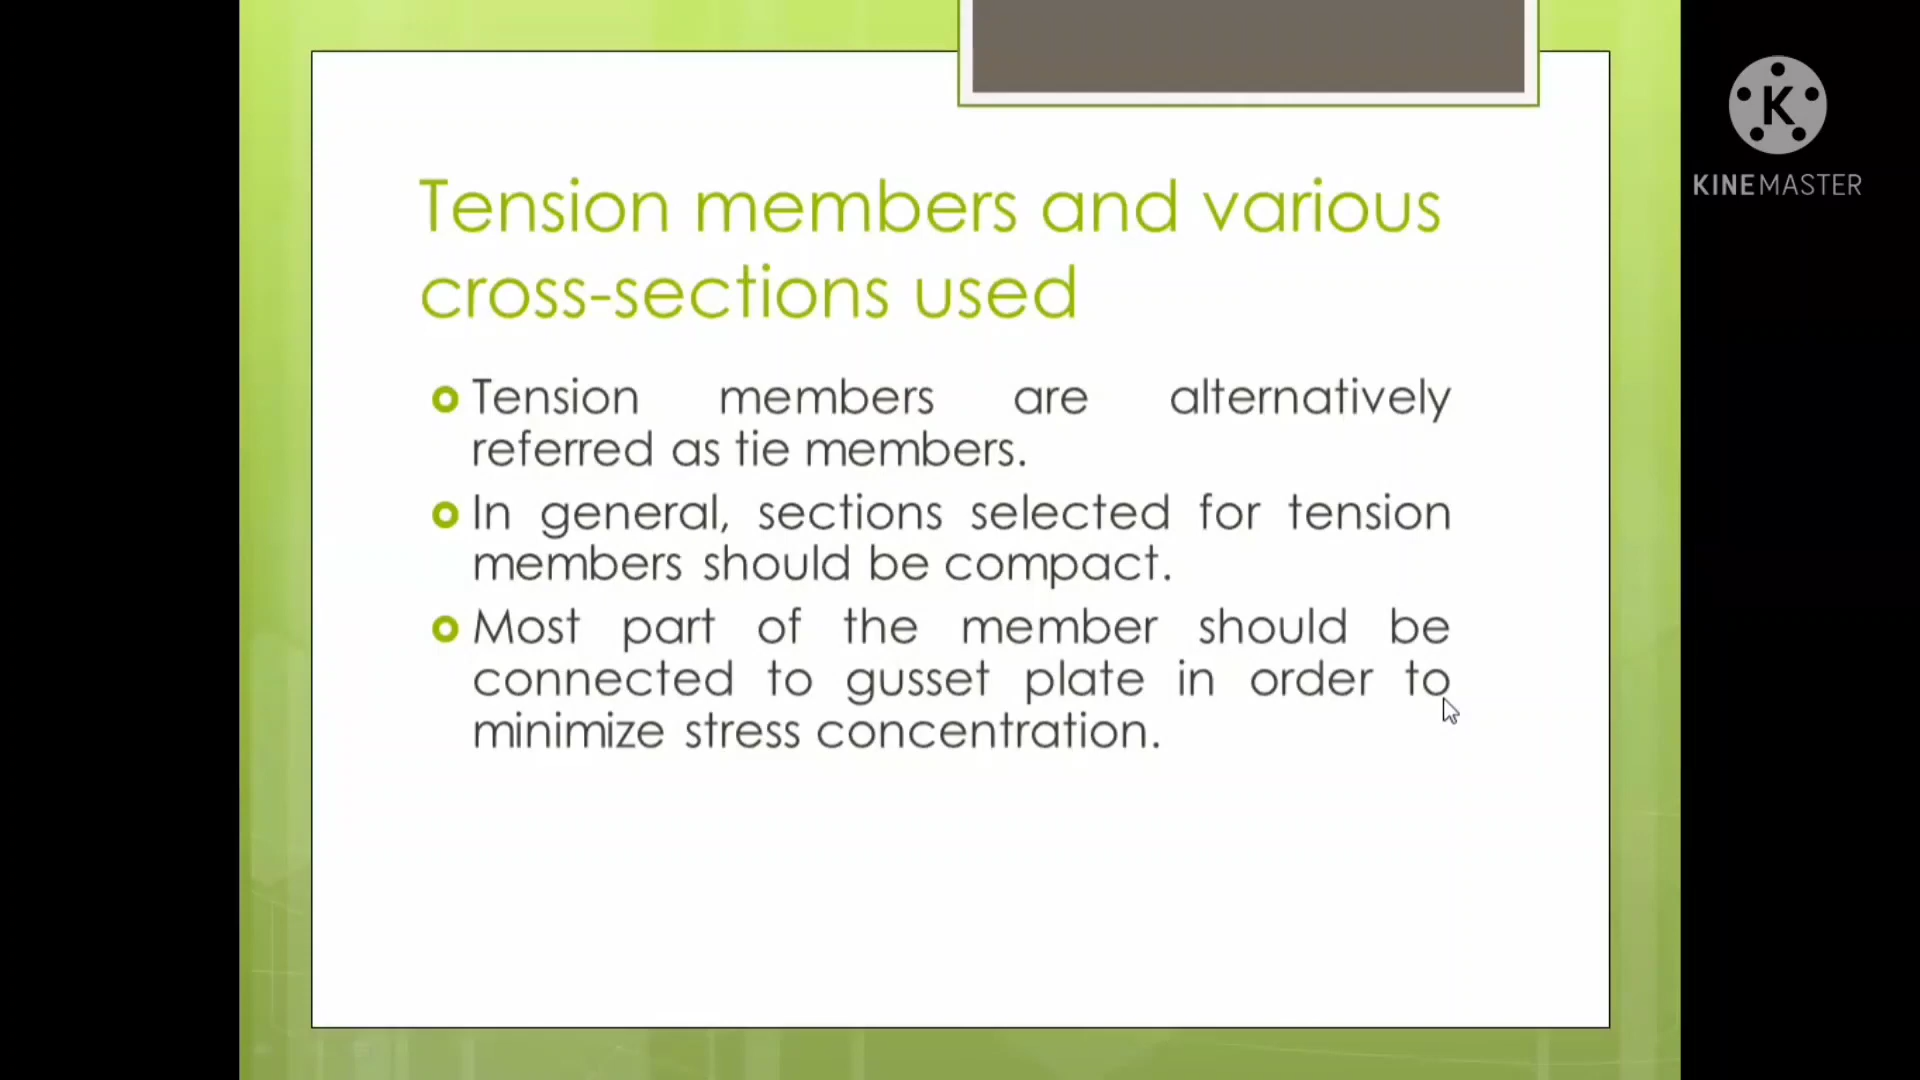 Tension members and various
cross-sections used
Tension members are alternatively
referred as tie members.
In general, sections selected for tension
members should be compact.
Most part of the member should be
connected to gusset plate in order to
minimize stress concentration.
K
KINEMASTER